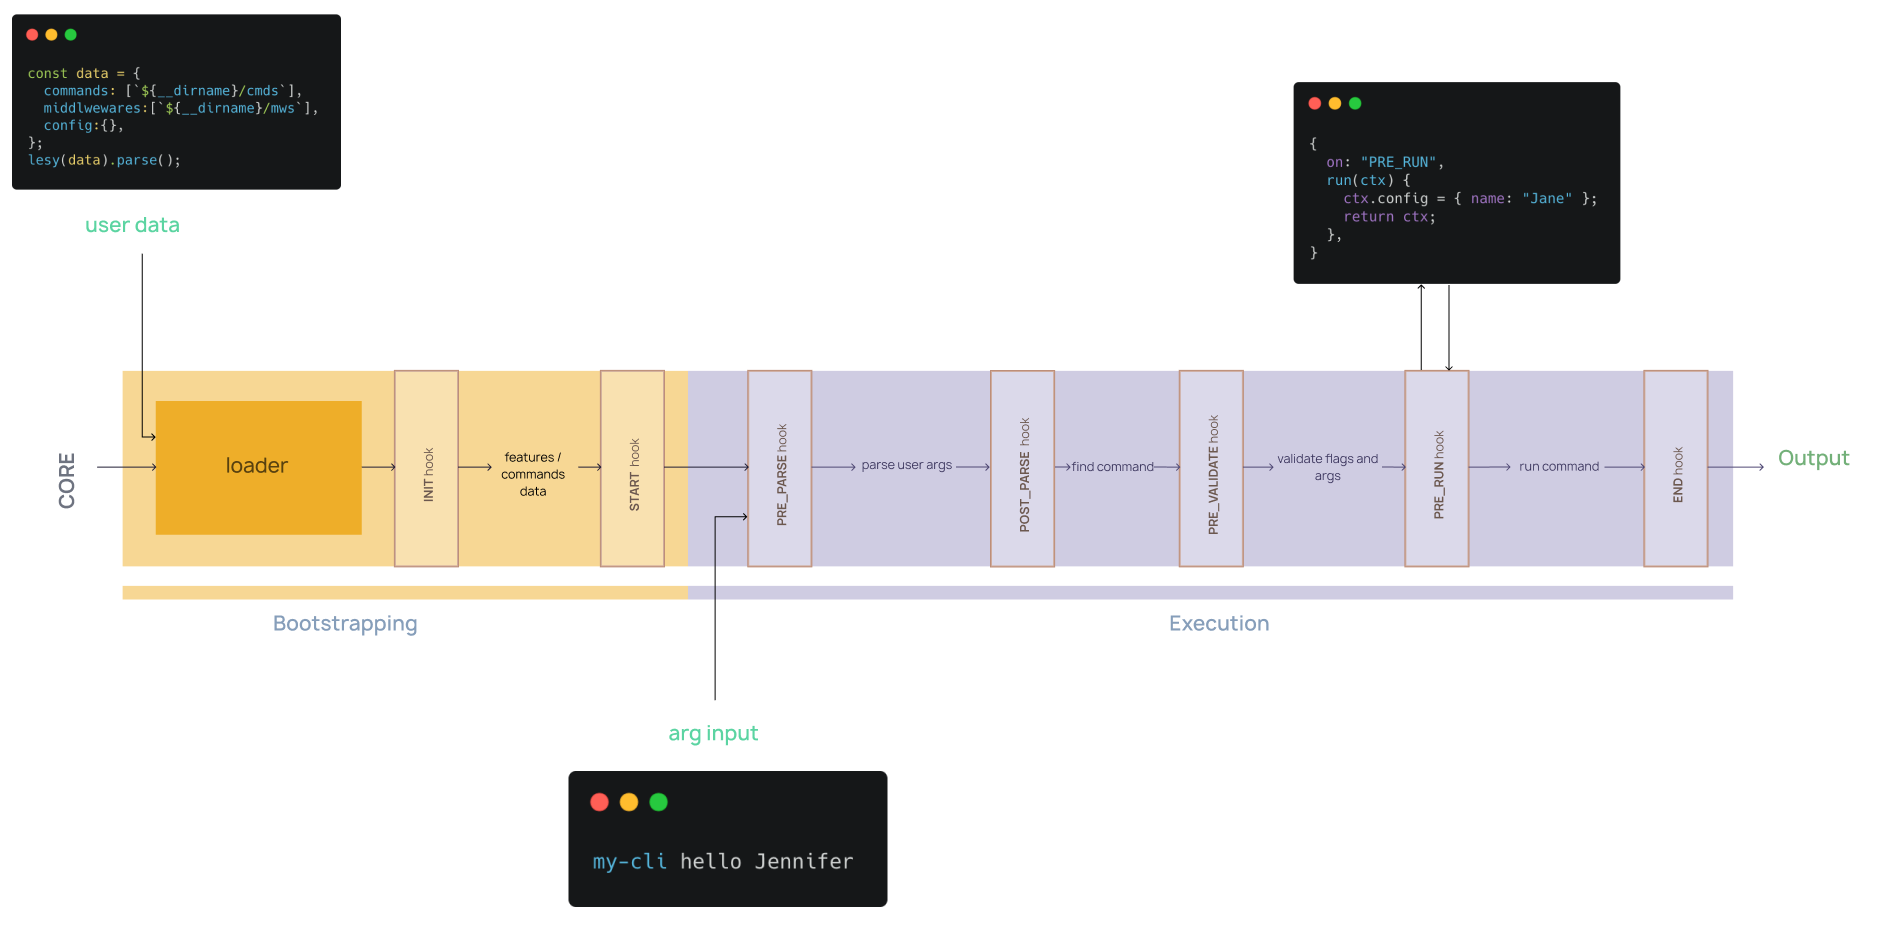 const data = {
  commands: [`${__dirname}/cmds`],
  middlwewares:[`${__dirname}/mws`],
  config:{},
};
lesy(data).parse();
user data
{
  on: "PRE_RUN",
  run(ctx) {
    ctx.config = { name: "Jane" };
    return ctx;
  },
}
CORE
loader
INIT hook
features /
commands
data
START hook
PRE_PARSE hook
parse user args
POST_PARSE hook
find command
PRE_VALIDATE hook
validate flags and
args
PRE_RUN hook
run command
END hook
Output
Bootstrapping
Execution
arg input
my-cli hello Jennifer